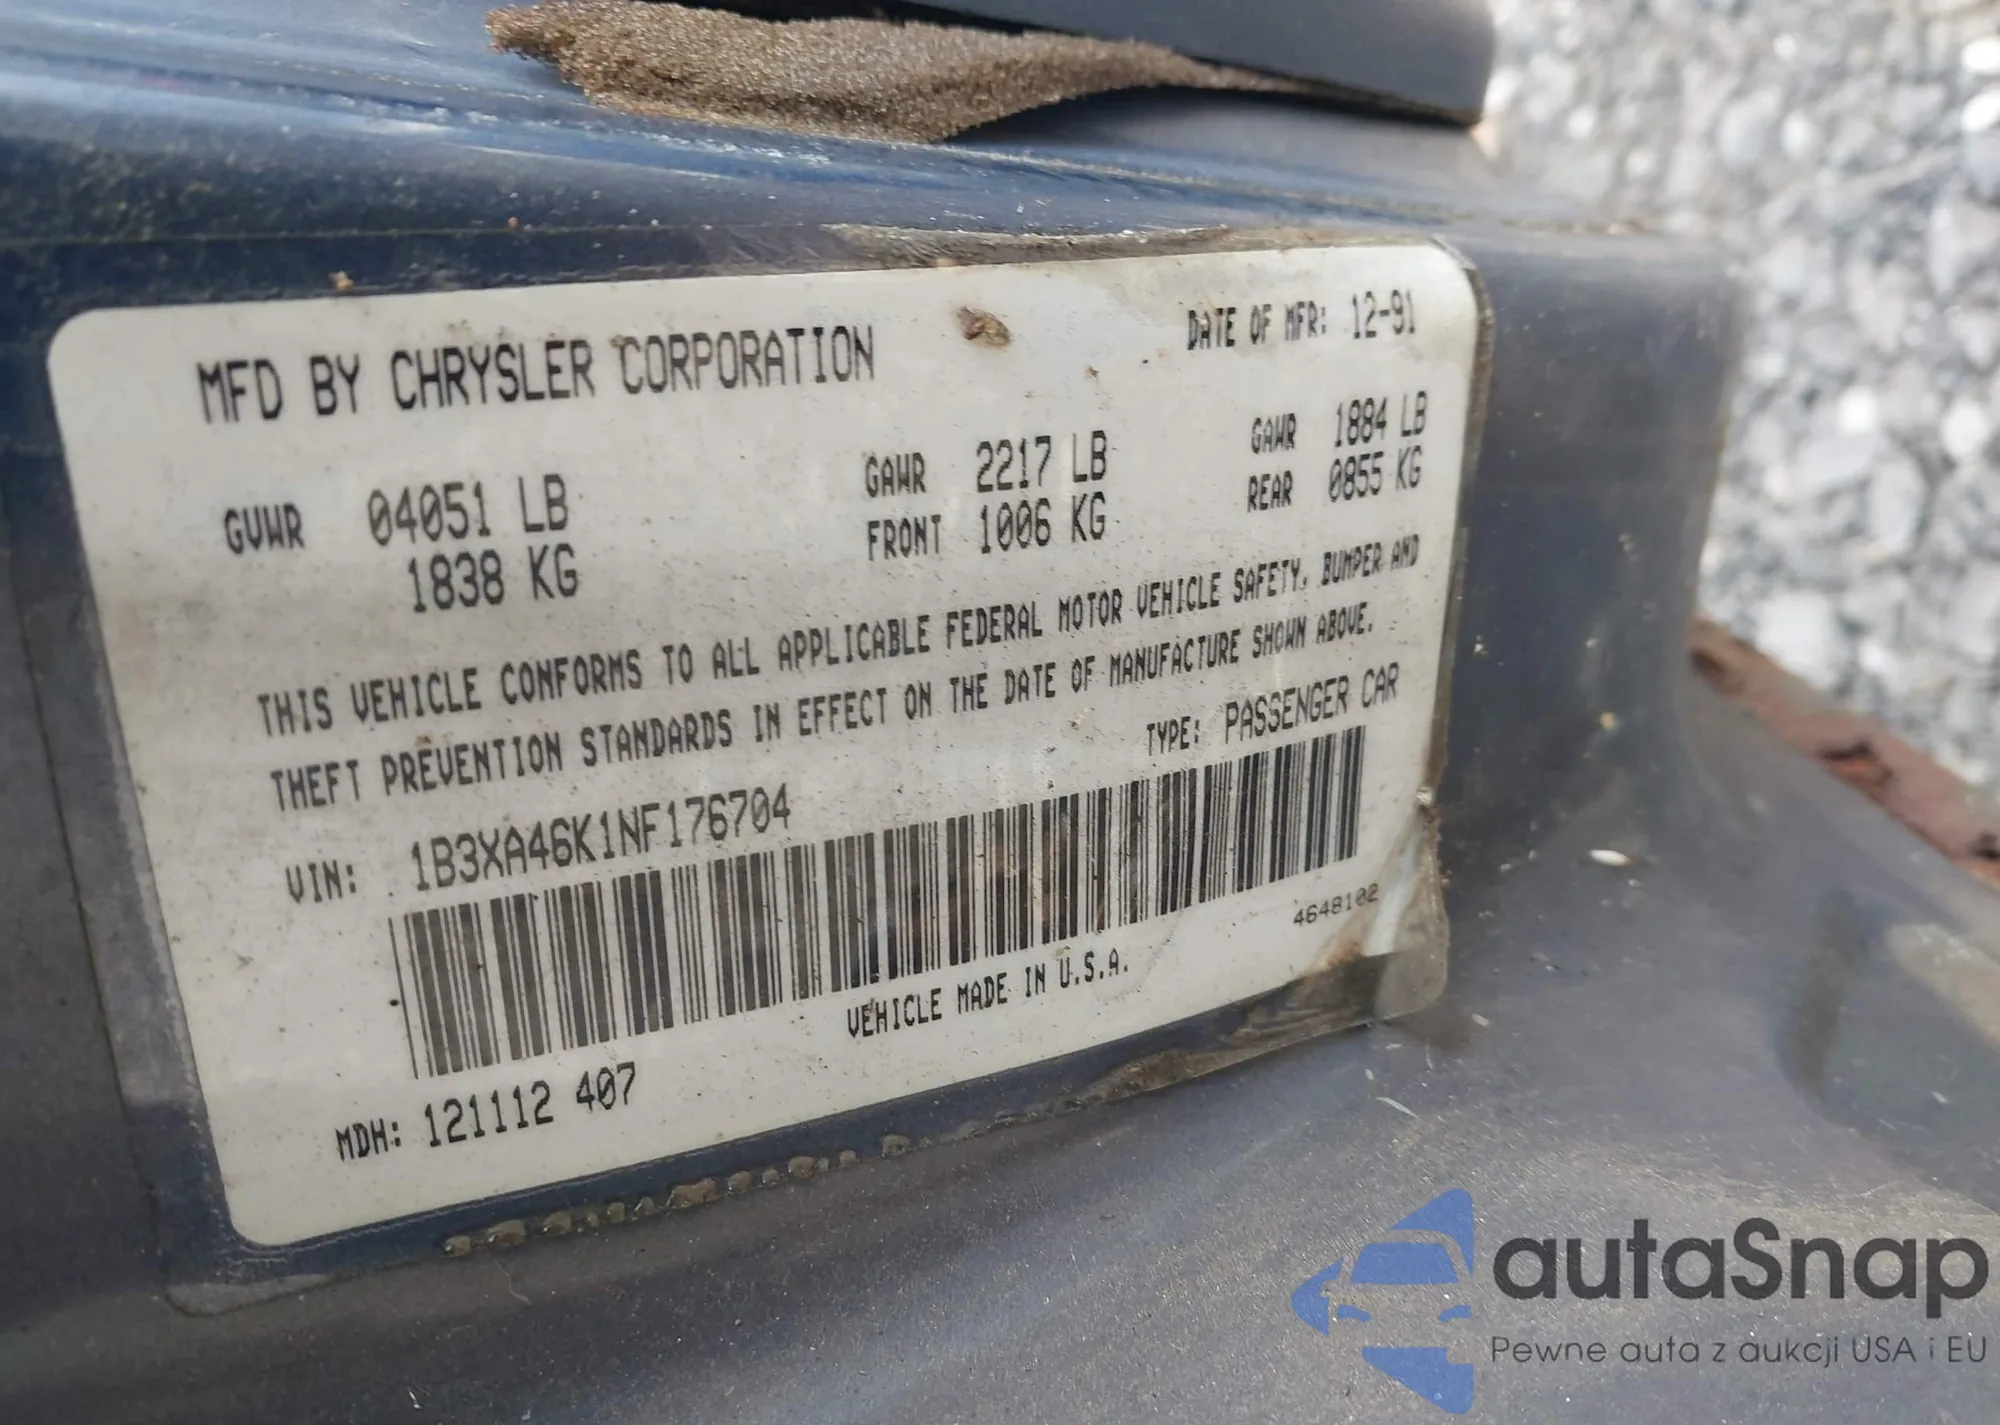 MFD BY CHRYSLER CORPORATION
DATE OF MFR: 12-91
GVWR 04051 LB
1838 KG
GAWR 2217 LB
FRONT 1006 KG
GAWR 1884 LB
REAR 0855 KG
THIS VEHICLE CONFORMS TO ALL APPLICABLE FEDERAL MOTOR VEHICLE SAFETY, BUMPER AND
THEFT PREVENTION STANDARDS IN EFFECT ON THE DATE OF MANUFACTURE SHOWN ABOVE.
TYPE: PASSENGER CAR
VIN: 1B3XA46K1NF176704
4648102
VEHICLE MADE IN U.S.A.
MDH: 121112 407
autaSnap
Pewne auta z aukcji USA i EU